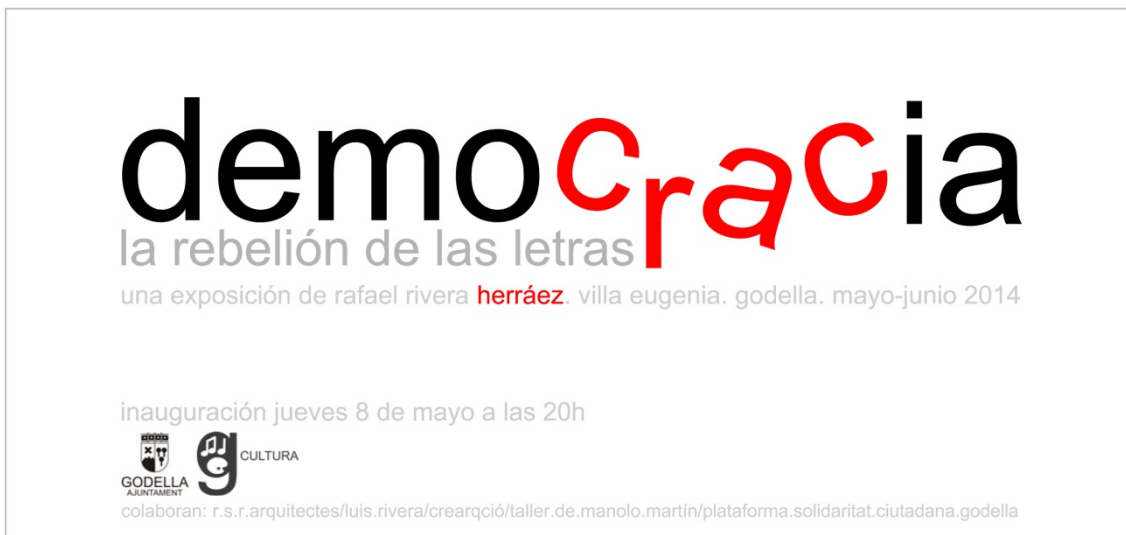 democracia
la rebelión de las letras
una exposición de rafael rivera herráez. villa eugenia. godella. mayo-junio 2014
inauguración jueves 8 de mayo a las 20h
g CULTURA
GODELLA
AJUNTAMENT
colaboran: r.s.r.arquitectes/luis.rivera/crearqció/taller.de.manolo.martín/plataforma.solidaritat.ciutadana.godella